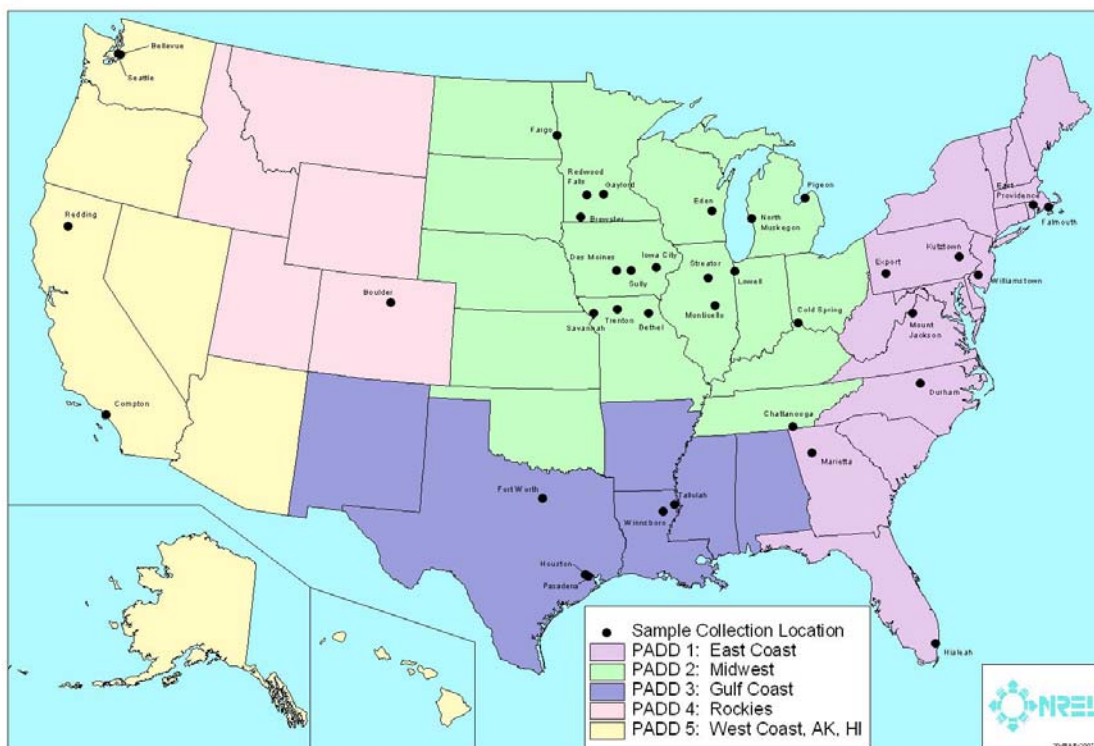 Bellevue
Seattle
Fargo
Redwood
Falls
Gaylord
Brewster
Eden
Pigeon
North
Muskegon
East
Providence
Falmouth
Redding
Des Moines
Iowa City
Sully
Streator
Lowell
Kutztown
Export
Williamstown
Boulder
Savannah
Trenton
Bethel
Monticello
Cold Spring
Mount
Jackson
Durham
Compton
Chattanooga
Marietta
Fort Worth
Tallulah
Winnsboro
Houston
Pasadena
Hialeah
Sample Collection Location
PADD 1: East Coast
PADD 2: Midwest
PADD 3: Gulf Coast
PADD 4: Rockies
PADD 5: West Coast, AK, HI
NREL